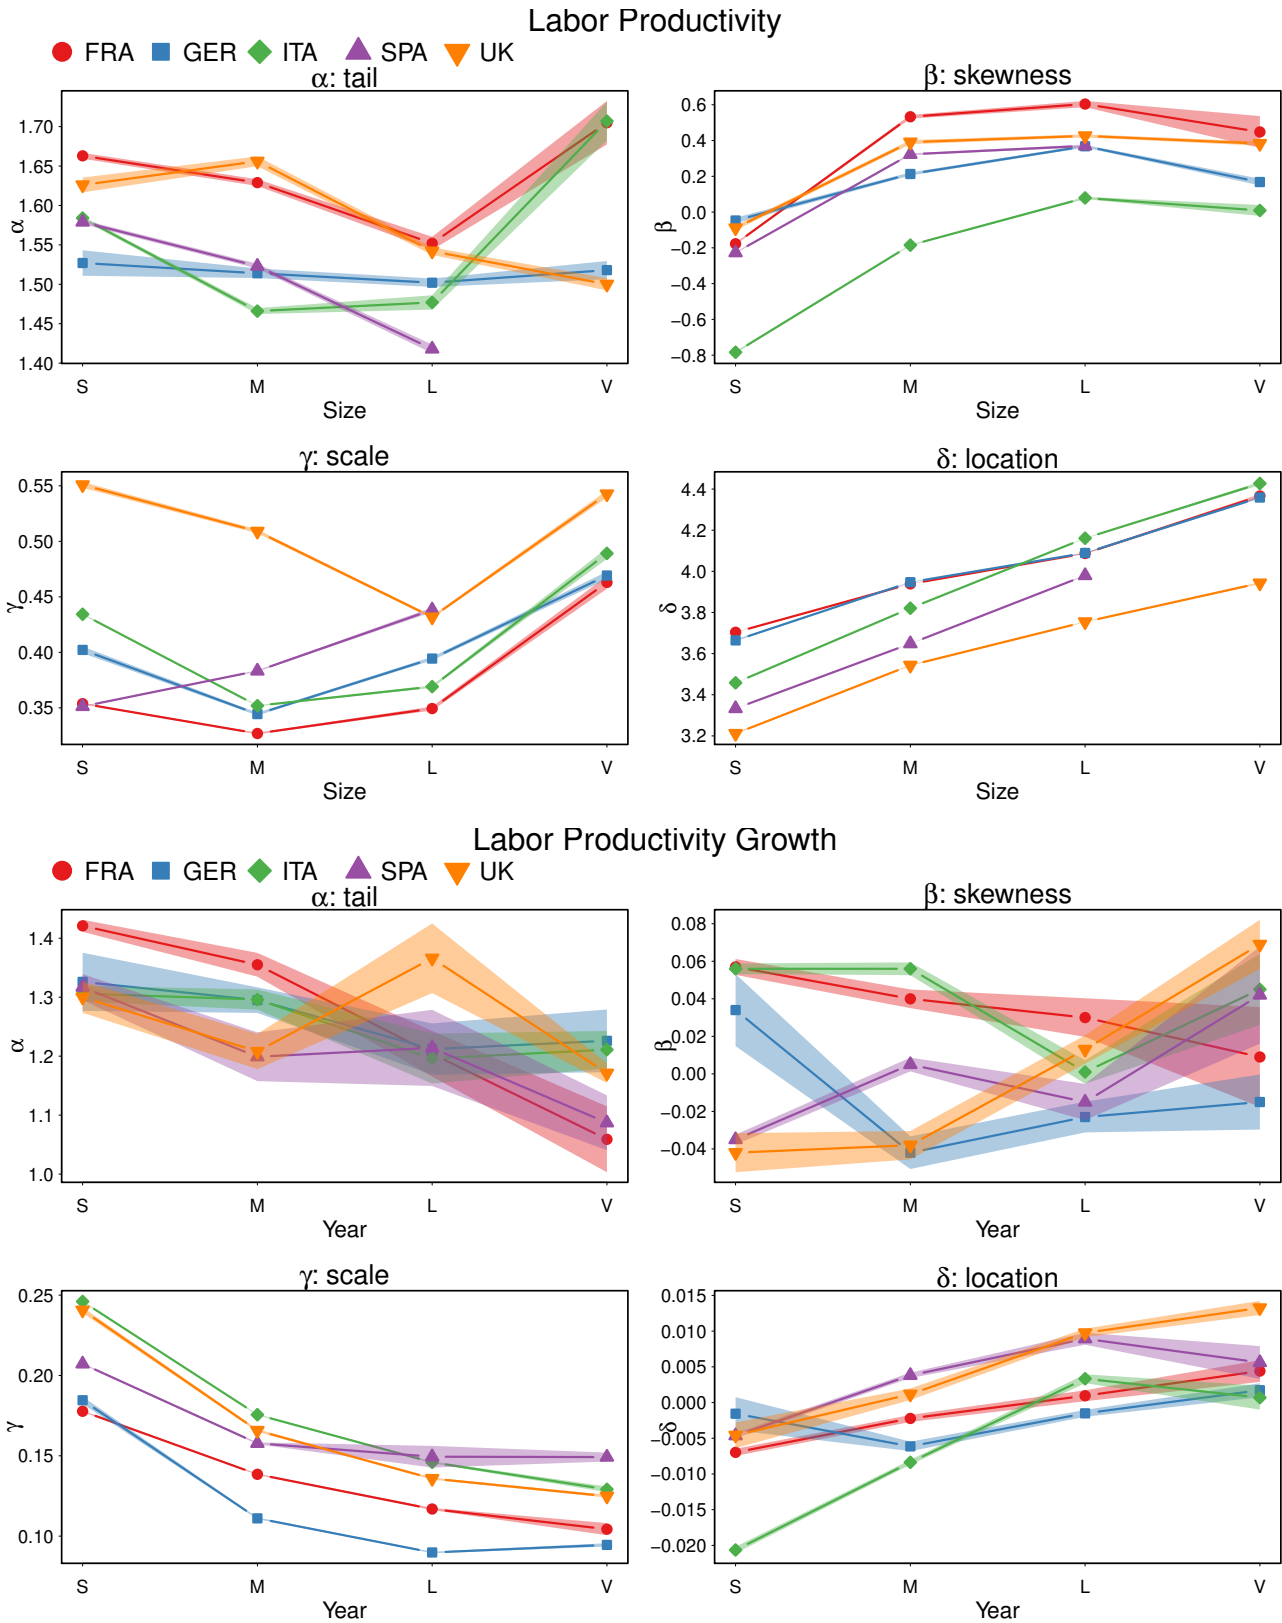 Labor Productivity
FRA GER ITA SPA UK
α: tail
β: skewness
1.70
1.65
1.60
1.55
1.50
1.45
1.40
α
S M L V
Size
0.6
0.4
0.2
0.0
−0.2
−0.4
−0.6
−0.8
β
S M L V
Size
γ: scale
δ: location
0.55
0.50
0.45
0.40
0.35
γ
S M L V
Size
4.4
4.2
4.0
3.8
3.6
3.4
3.2
δ
S M L V
Size
Labor Productivity Growth
FRA GER ITA SPA UK
α: tail
β: skewness
1.4
1.3
1.2
1.1
1.0
α
S M L V
Year
0.08
0.06
0.04
0.02
0.00
−0.02
−0.04
β
S M L V
Year
γ: scale
δ: location
0.25
0.20
0.15
0.10
γ
S M L V
Year
0.015
0.010
0.005
0.000
−0.005
−0.010
−0.015
−0.020
δ
S M L V
Year